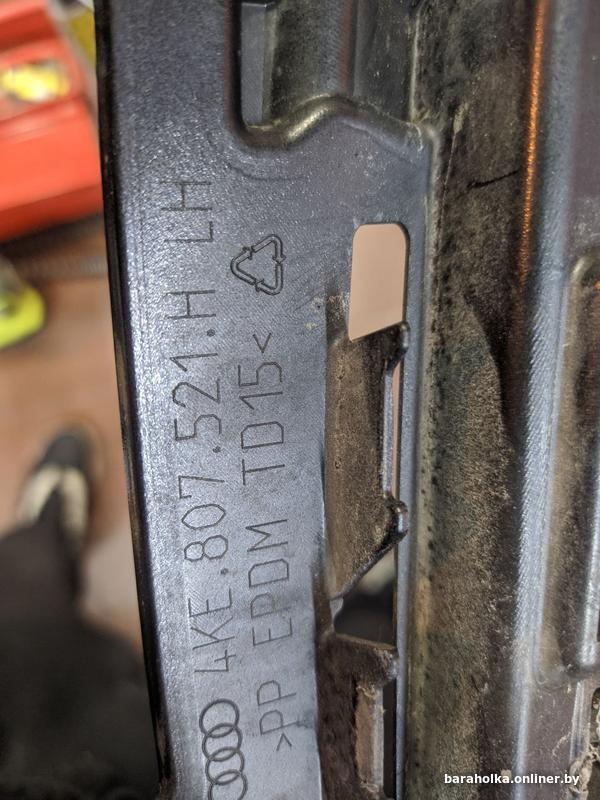 4KE.807.521.H LH
>PP EPDM TD15<
baraholka.onliner.by